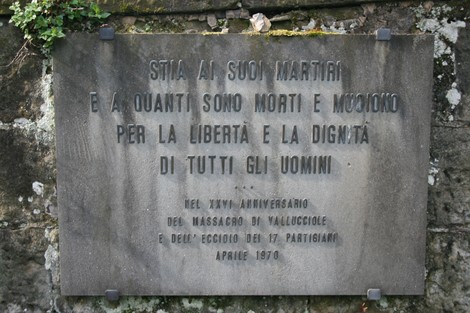 STIA AI SUOI MARTIRI
E A QUANTI SONO MORTI E MUOIONO
PER LA LIBERTÀ E LA DIGNITÀ
DI TUTTI GLI UOMINI
...
NEL XXVI ANNIVERSARIO
DEL MASSACRO DI VALLUCCIOLE
E DELL'ECCIDIO DEI 17 PARTIGIANI
APRILE 1970